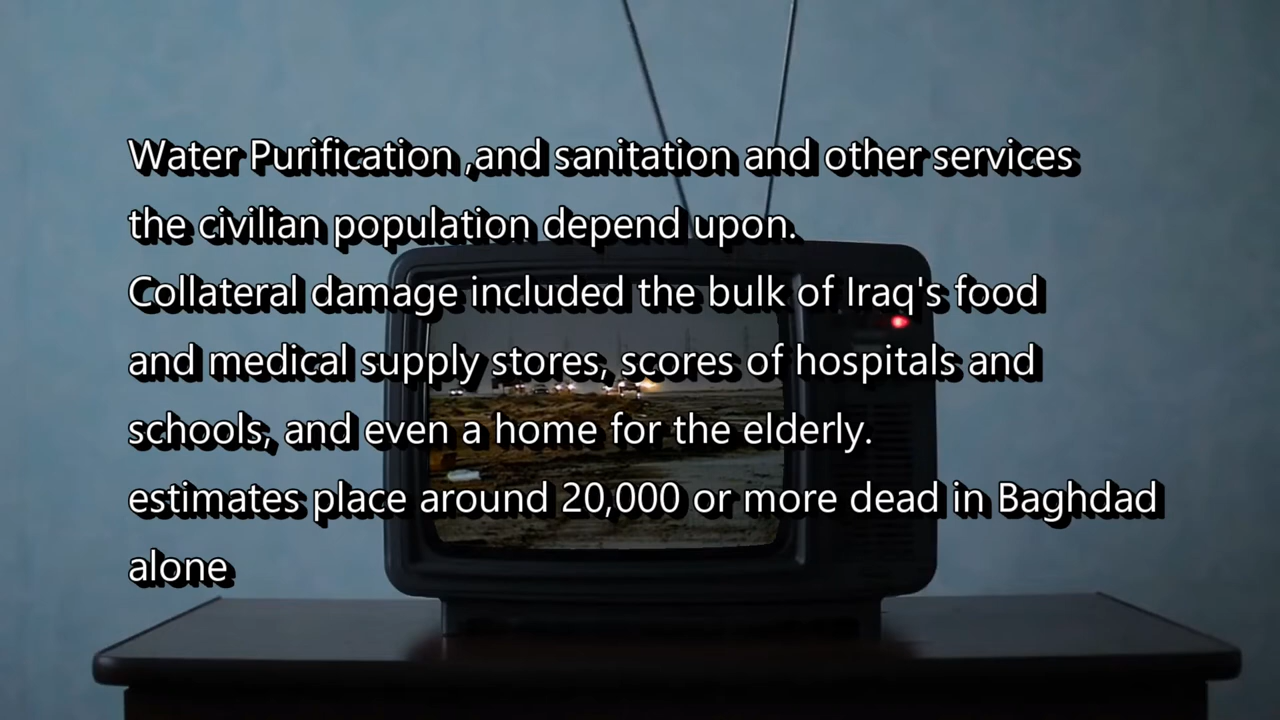 Water Purification ,and sanitation and other services
the civilian population depend upon.
Collateral damage included the bulk of Iraq's food
and medical supply stores, scores of hospitals and
schools, and even a home for the elderly.
estimates place around 20,000 or more dead in Baghdad
alone